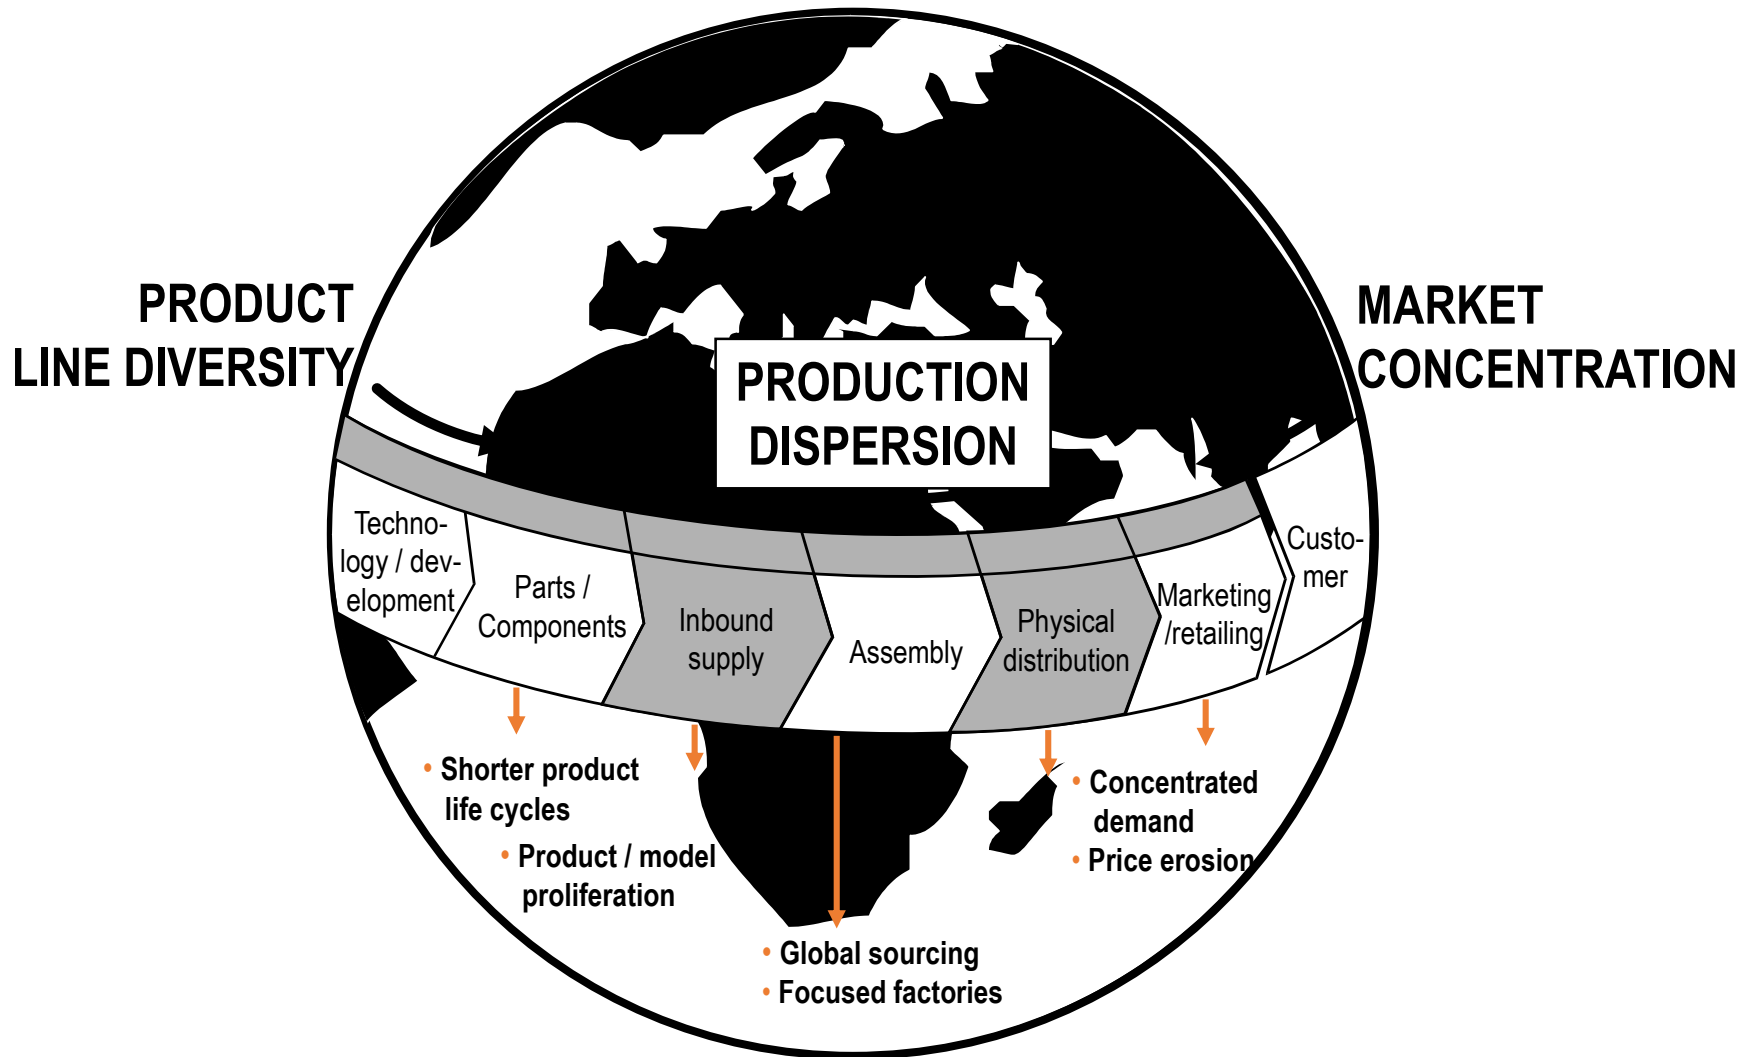 PRODUCT
LINE DIVERSITY
PRODUCTION
DISPERSION
MARKET
CONCENTRATION
Techno-
logy / dev-
elopment
Parts /
Components
Inbound
supply
Assembly
Physical
distribution
Marketing
/retailing
Custo-
mer
• Shorter product
life cycles
• Product / model
proliferation
• Global sourcing
• Focused factories
• Concentrated
demand
• Price erosion